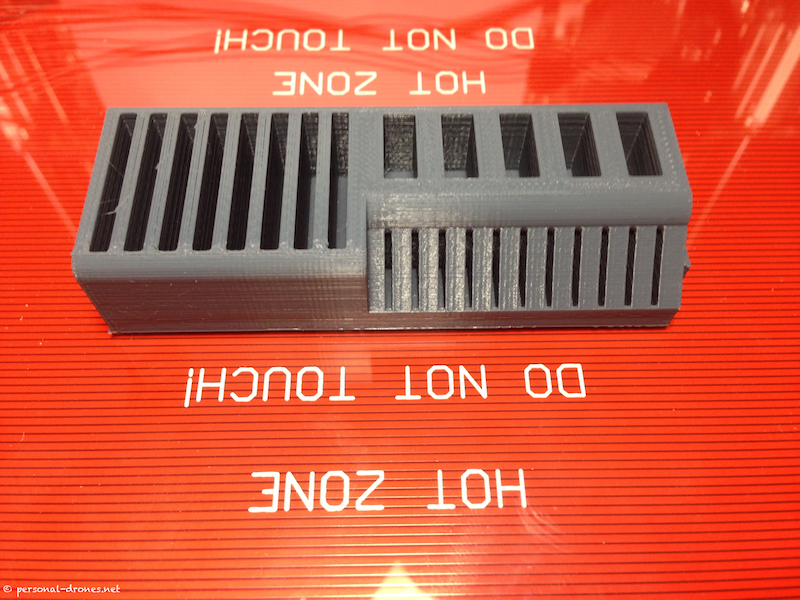 HOT ZONE
DO NOT TOUCH!
HOT ZONE
DO NOT TOUCH!
© personal-drones.net